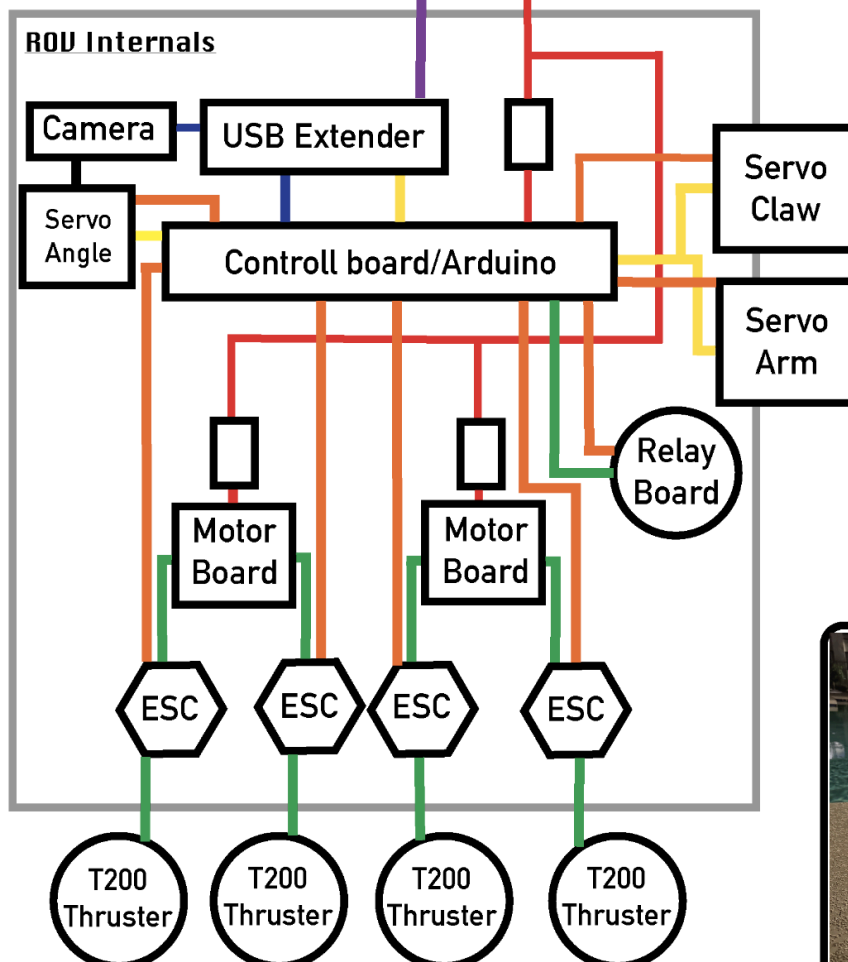 ROV Internals
Camera
USB Extender
Servo
Claw
Servo
Angle
Controll board/Arduino
Servo
Arm
Relay
Board
Motor
Board
Motor
Board
ESC
ESC
ESC
ESC
T200
Thruster
T200
Thruster
T200
Thruster
T200
Thruster